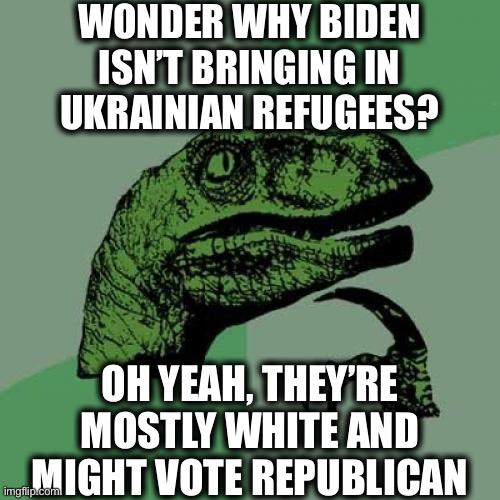 WONDER WHY BIDEN
ISN’T BRINGING IN
UKRAINIAN REFUGEES?
OH YEAH, THEY’RE
MOSTLY WHITE AND
MIGHT VOTE REPUBLICAN
imgflip.com